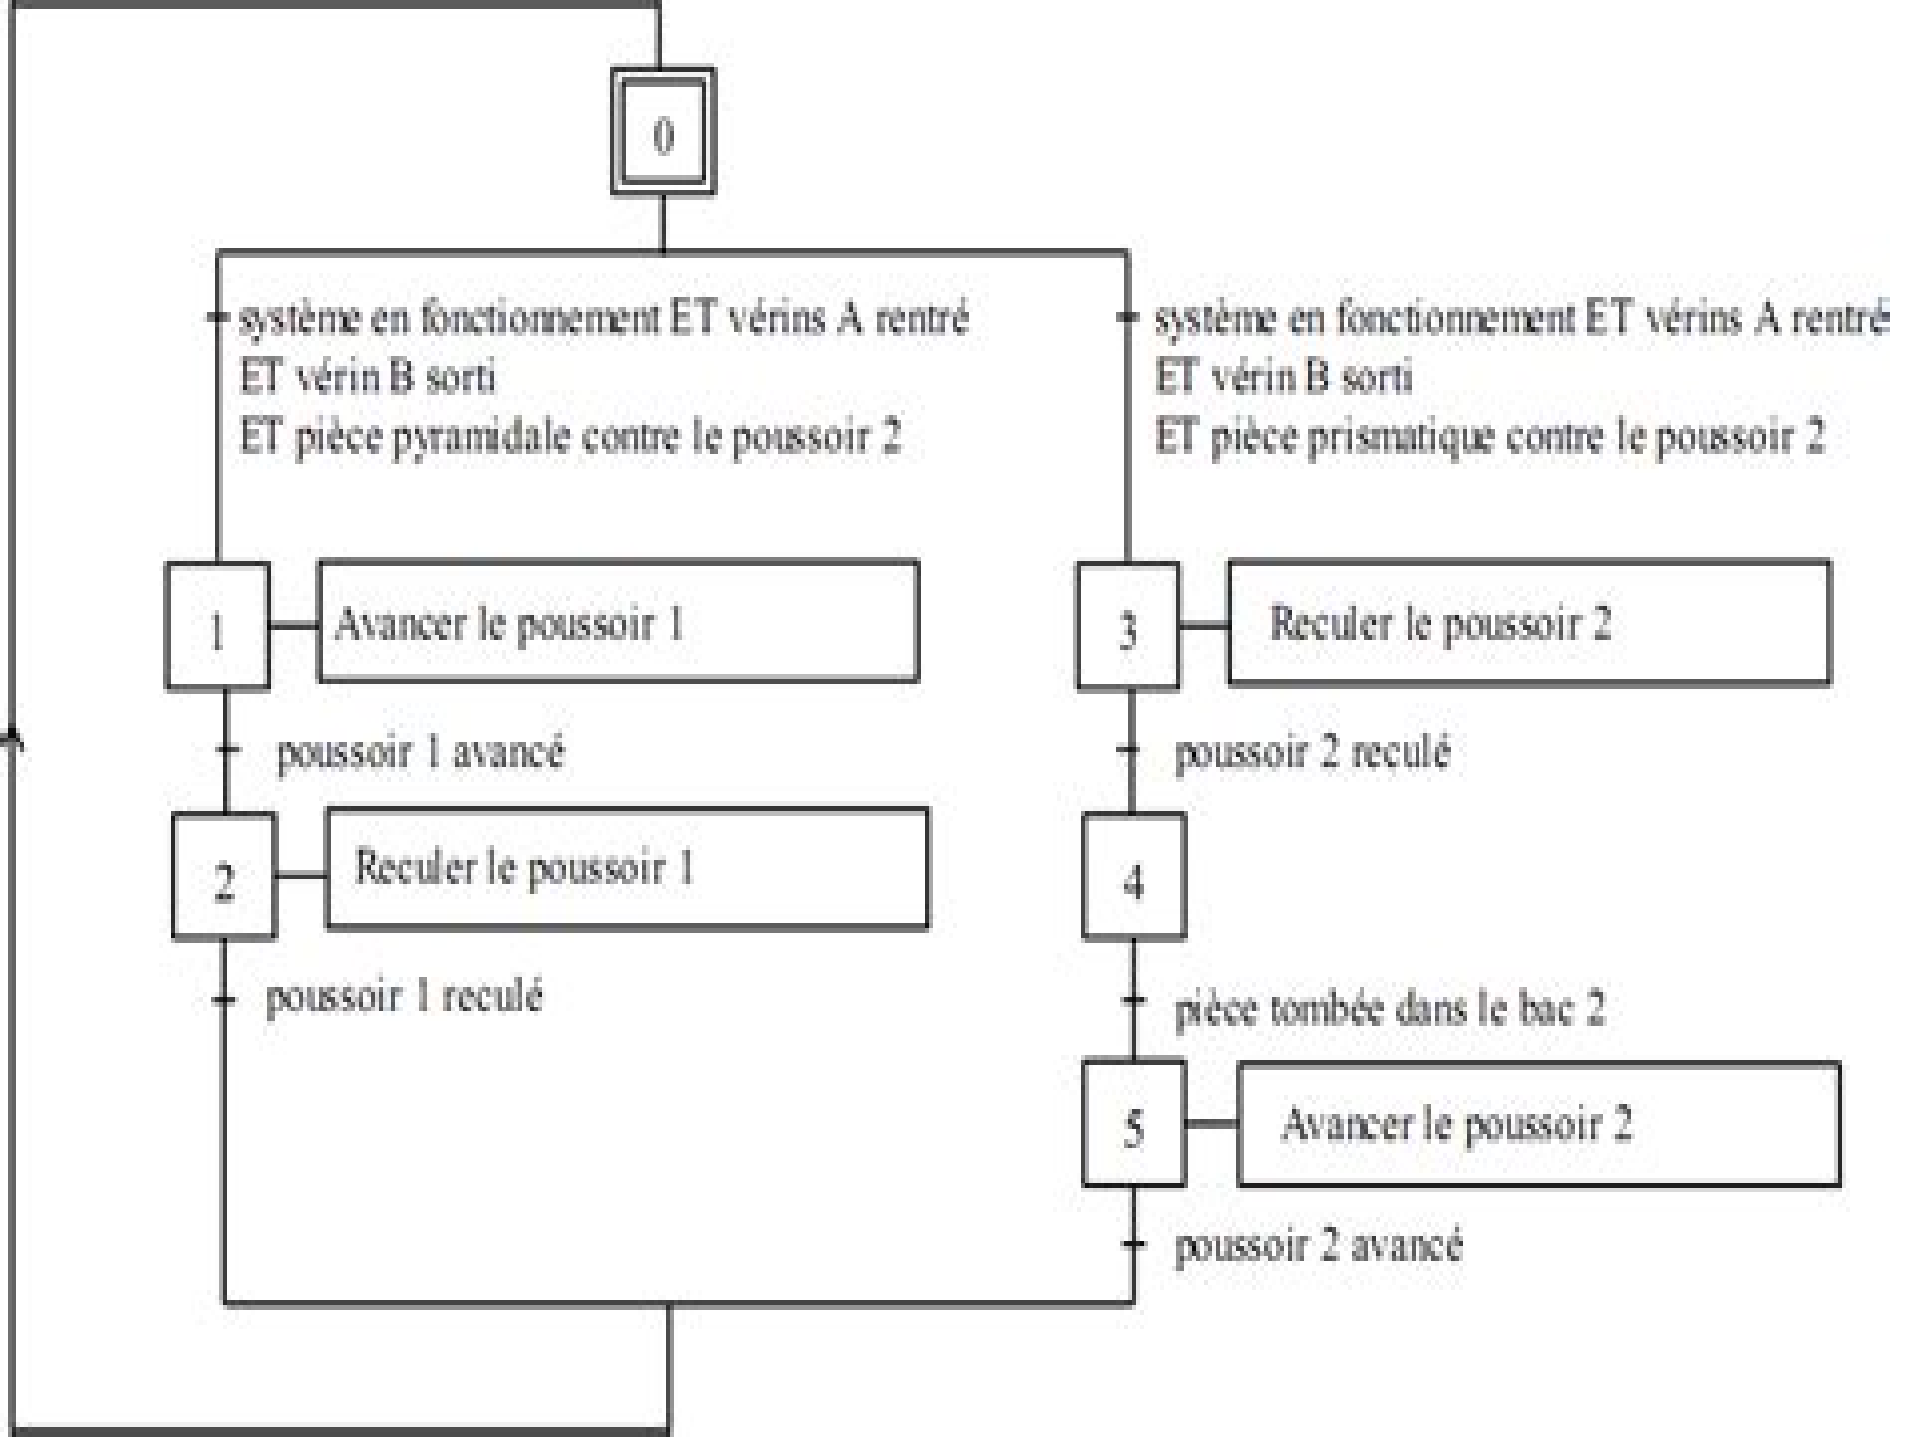 0
système en fonctionnement ET vérins A rentré
ET vérin B sorti
ET pièce pyramidale contre le poussoir 2
système en fonctionnement ET vérins A rentré
ET vérin B sorti
ET pièce prismatique contre le poussoir 2
1
Avancer le poussoir 1
3
Reculer le poussoir 2
poussoir 1 avancé
poussoir 2 reculé
2
Reculer le poussoir 1
4
poussoir 1 reculé
pièce tombée dans le bac 2
5
Avancer le poussoir 2
poussoir 2 avancé